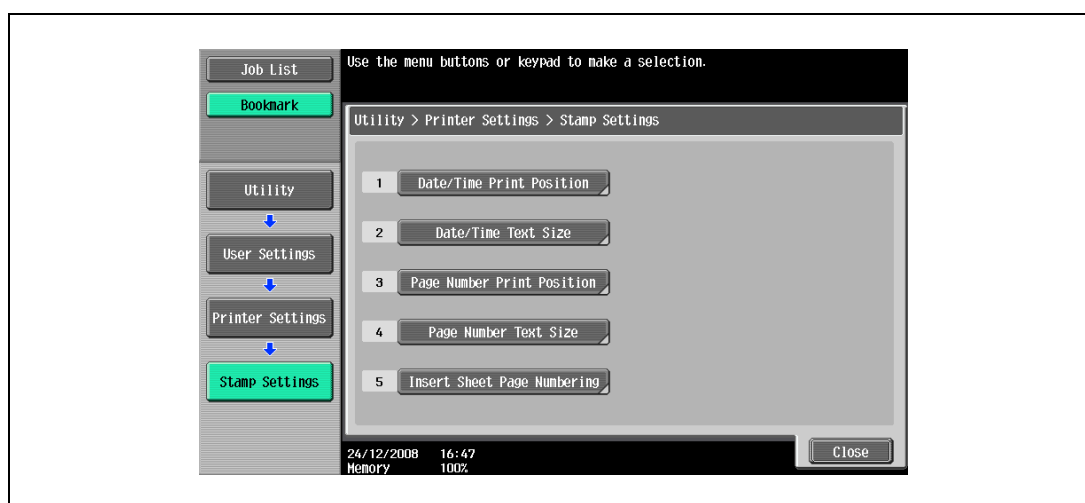 Job List
Bookmark
Use the menu buttons or keypad to make a selection.
Utility > Printer Settings > Stamp Settings
Utility
User Settings
Printer Settings
Stamp Settings
1 Date/Time Print Position
2 Date/Time Text Size
3 Page Number Print Position
4 Page Number Text Size
5 Insert Sheet Page Numbering
24/12/2008 16:47
Memory 100%
Close